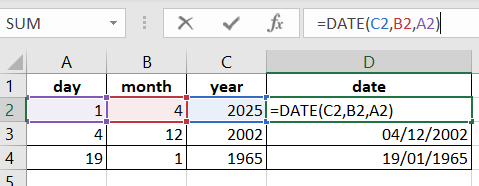 SUM =DATE(C2,B2,A2)
A B C D
1 day month year date
2 1 4 2025 =DATE(C2,B2,A2)
3 4 12 2002 04/12/2002
4 19 1 1965 19/01/1965
5